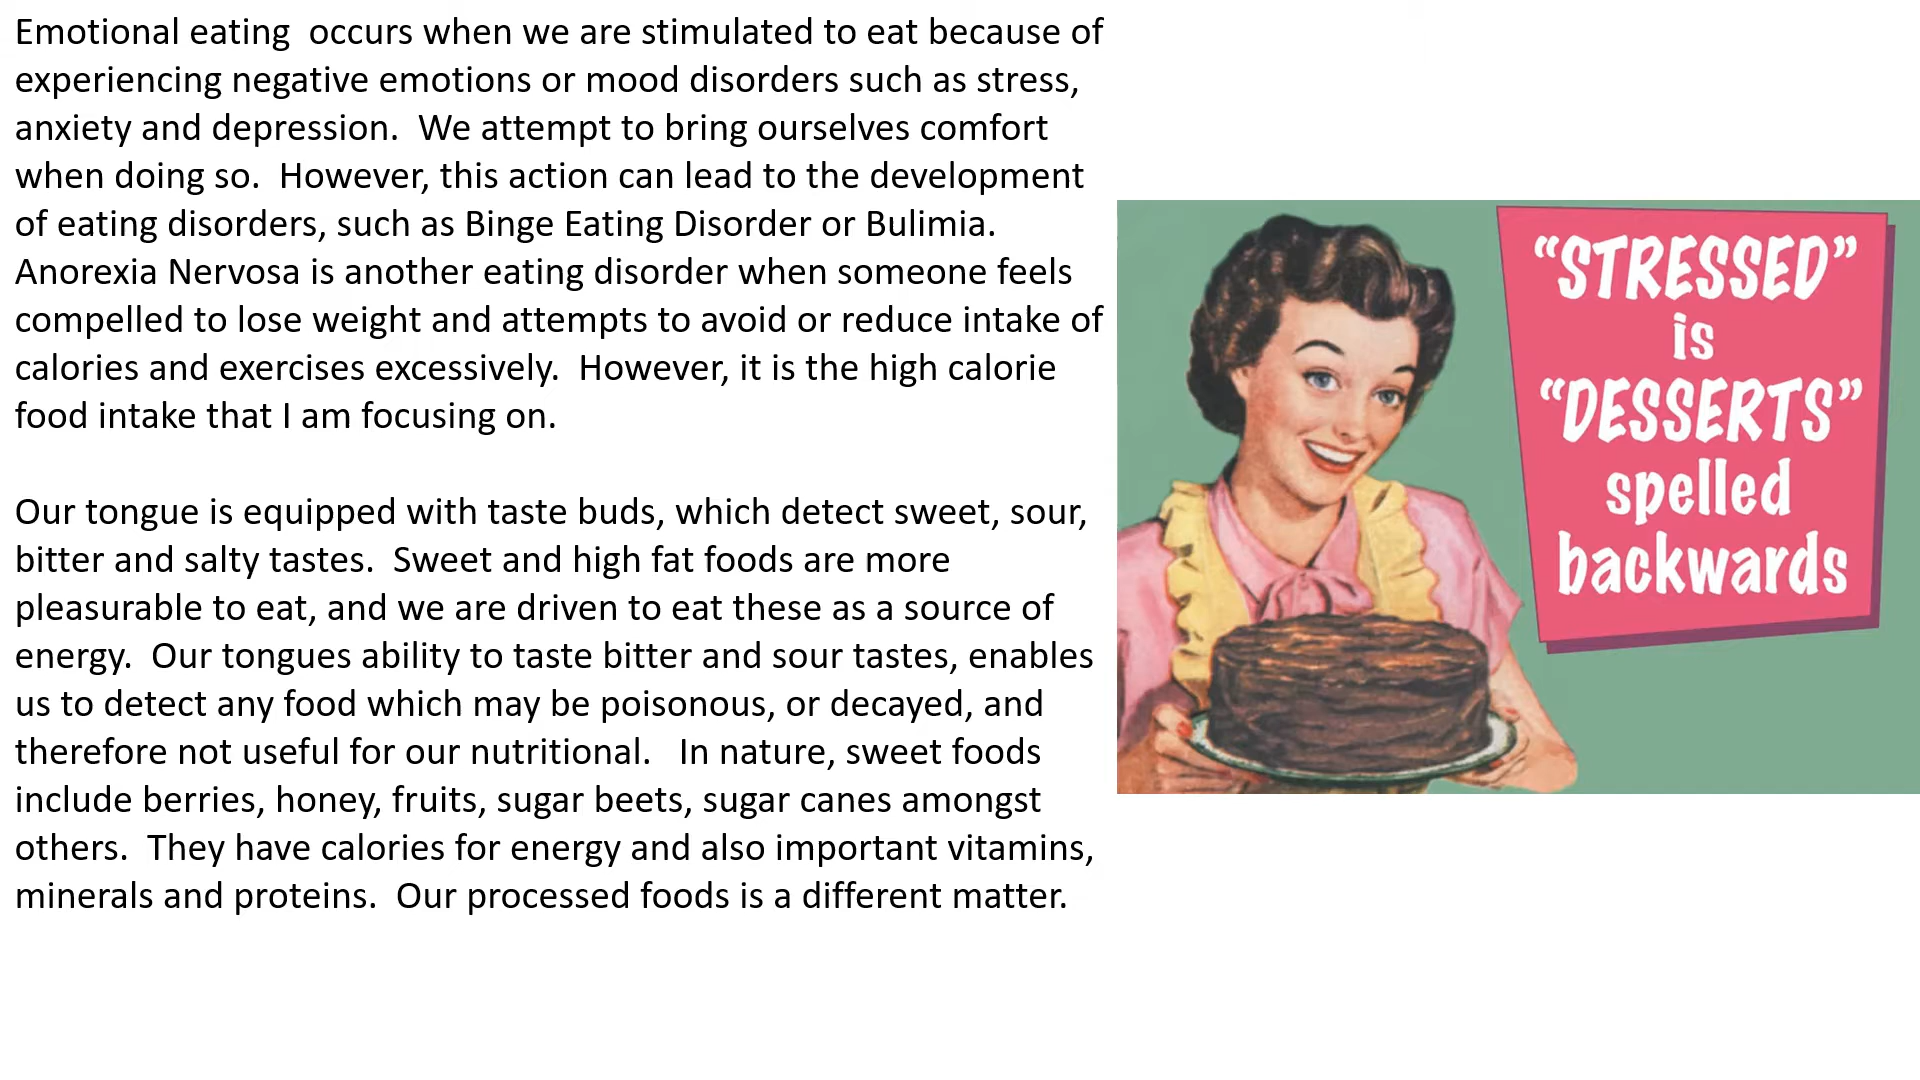 Emotional eating  occurs when we are stimulated to eat because of
experiencing negative emotions or mood disorders such as stress,
anxiety and depression.  We attempt to bring ourselves comfort
when doing so.  However, this action can lead to the development
of eating disorders, such as Binge Eating Disorder or Bulimia.
Anorexia Nervosa is another eating disorder when someone feels
compelled to lose weight and attempts to avoid or reduce intake of
calories and exercises excessively.  However, it is the high calorie
food intake that I am focusing on.
Our tongue is equipped with taste buds, which detect sweet, sour,
bitter and salty tastes.  Sweet and high fat foods are more
pleasurable to eat, and we are driven to eat these as a source of
energy.  Our tongues ability to taste bitter and sour tastes, enables
us to detect any food which may be poisonous, or decayed, and
therefore not useful for our nutritional.   In nature, sweet foods
include berries, honey, fruits, sugar beets, sugar canes amongst
others.  They have calories for energy and also important vitamins,
minerals and proteins.  Our processed foods is a different matter.
“STRESSED”
is
“DESSERTS”
spelled
backwards